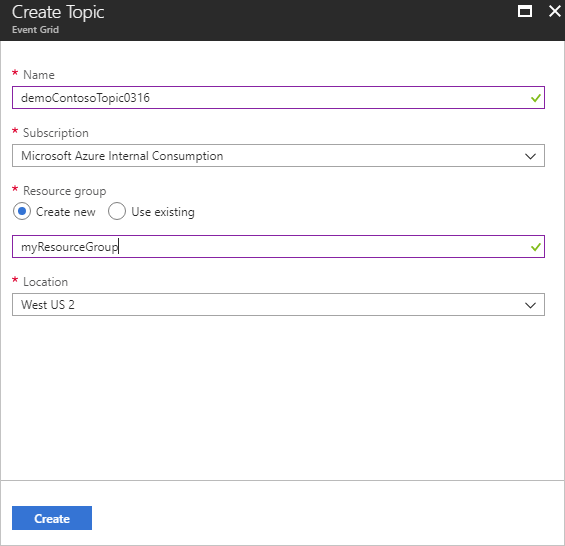 Create Topic
Event Grid
* Name
demoContosoTopic0316
* Subscription
Microsoft Azure Internal Consumption
* Resource group
Create new Use existing
myResourceGroup
* Location
West US 2
Create